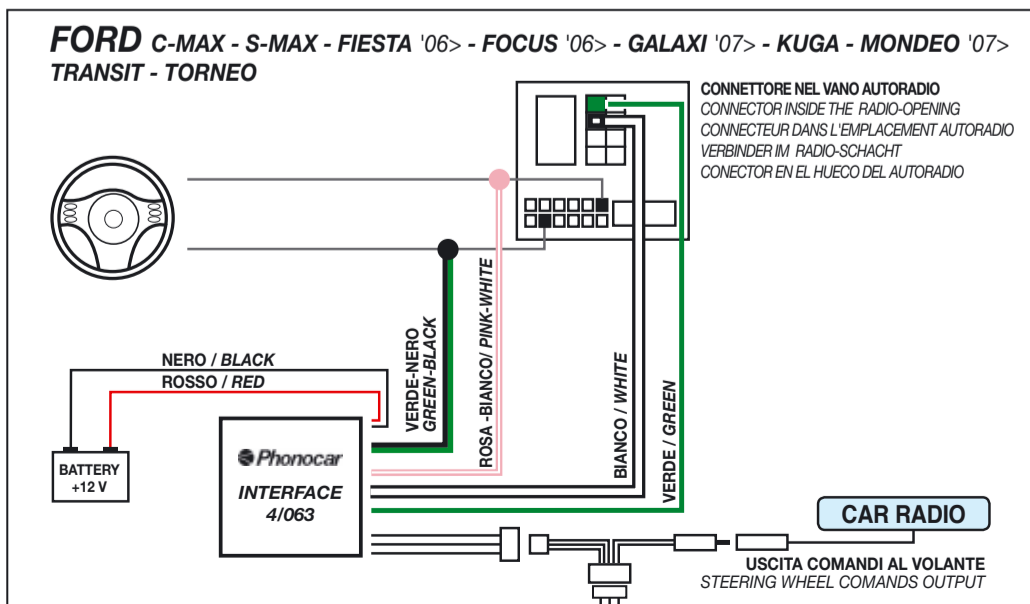 FORD C-MAX - S-MAX - FIESTA '06> - FOCUS '06> - GALAXI '07> - KUGA - MONDEO '07>
TRANSIT - TORNEO
CONNETTORE NEL VANO AUTORADIO
CONNECTOR INSIDE THE RADIO-OPENING
CONNECTEUR DANS L'EMPLACEMENT AUTORADIO
VERBINDER IM RADIO-SCHACHT
CONECTOR EN EL HUECO DEL AUTORADIO
NERO / BLACK
ROSSO / RED
VERDE-NERO
GREEN-BLACK
ROSA -BIANCO/ PINK-WHITE
BIANCO / WHITE
VERDE / GREEN
BATTERY
+12 V
Phonocar
INTERFACE
4/063
CAR RADIO
USCITA COMANDI AL VOLANTE
STEERING WHEEL COMANDS OUTPUT